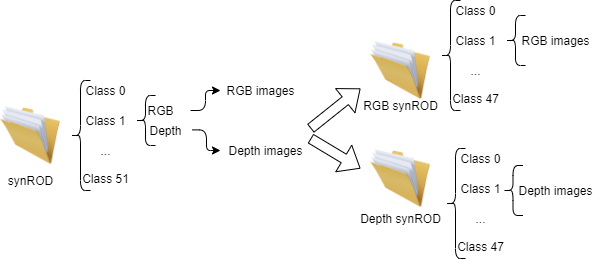 synROD
Class 0
Class 1
...
Class 51
RGB
Depth
RGB images
Depth images
RGB synROD
Class 0
Class 1
...
Class 47
RGB images
Depth synROD
Class 0
Class 1
...
Class 47
Depth images